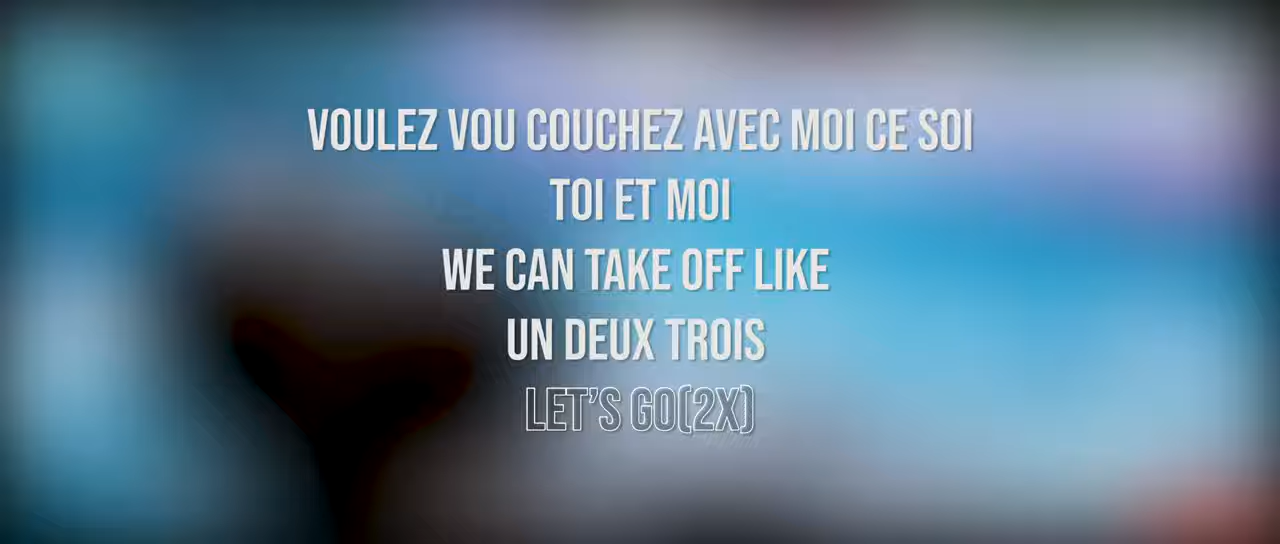 VOULEZ VOU COUCHEZ AVEC MOI CE SOI
TOI ET MOI
WE CAN TAKE OFF LIKE
UN DEUX TROIS
LET'S GO(2X)